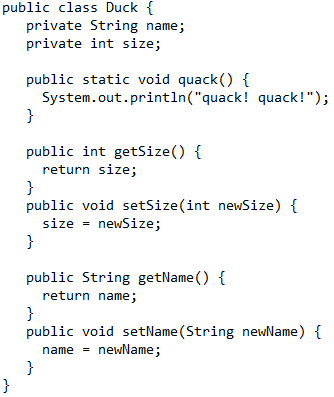 public class Duck {
private String name;
private int size;
public static void quack() {
System.out.println("quack! quack!");
}
public int getSize() {
return size;
}
public void setSize(int newSize) {
size = newSize;
}
public String getName() {
return name;
}
public void setName(String newName) {
name = newName;
}
}